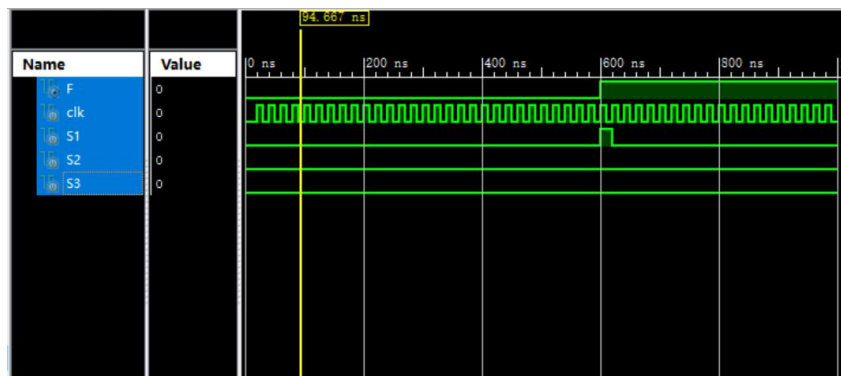 94.667 ns
Name Value 0 ns 200 ns 400 ns 600 ns 800 ns
F 0
clk 0
S1 0
S2 0
S3 0